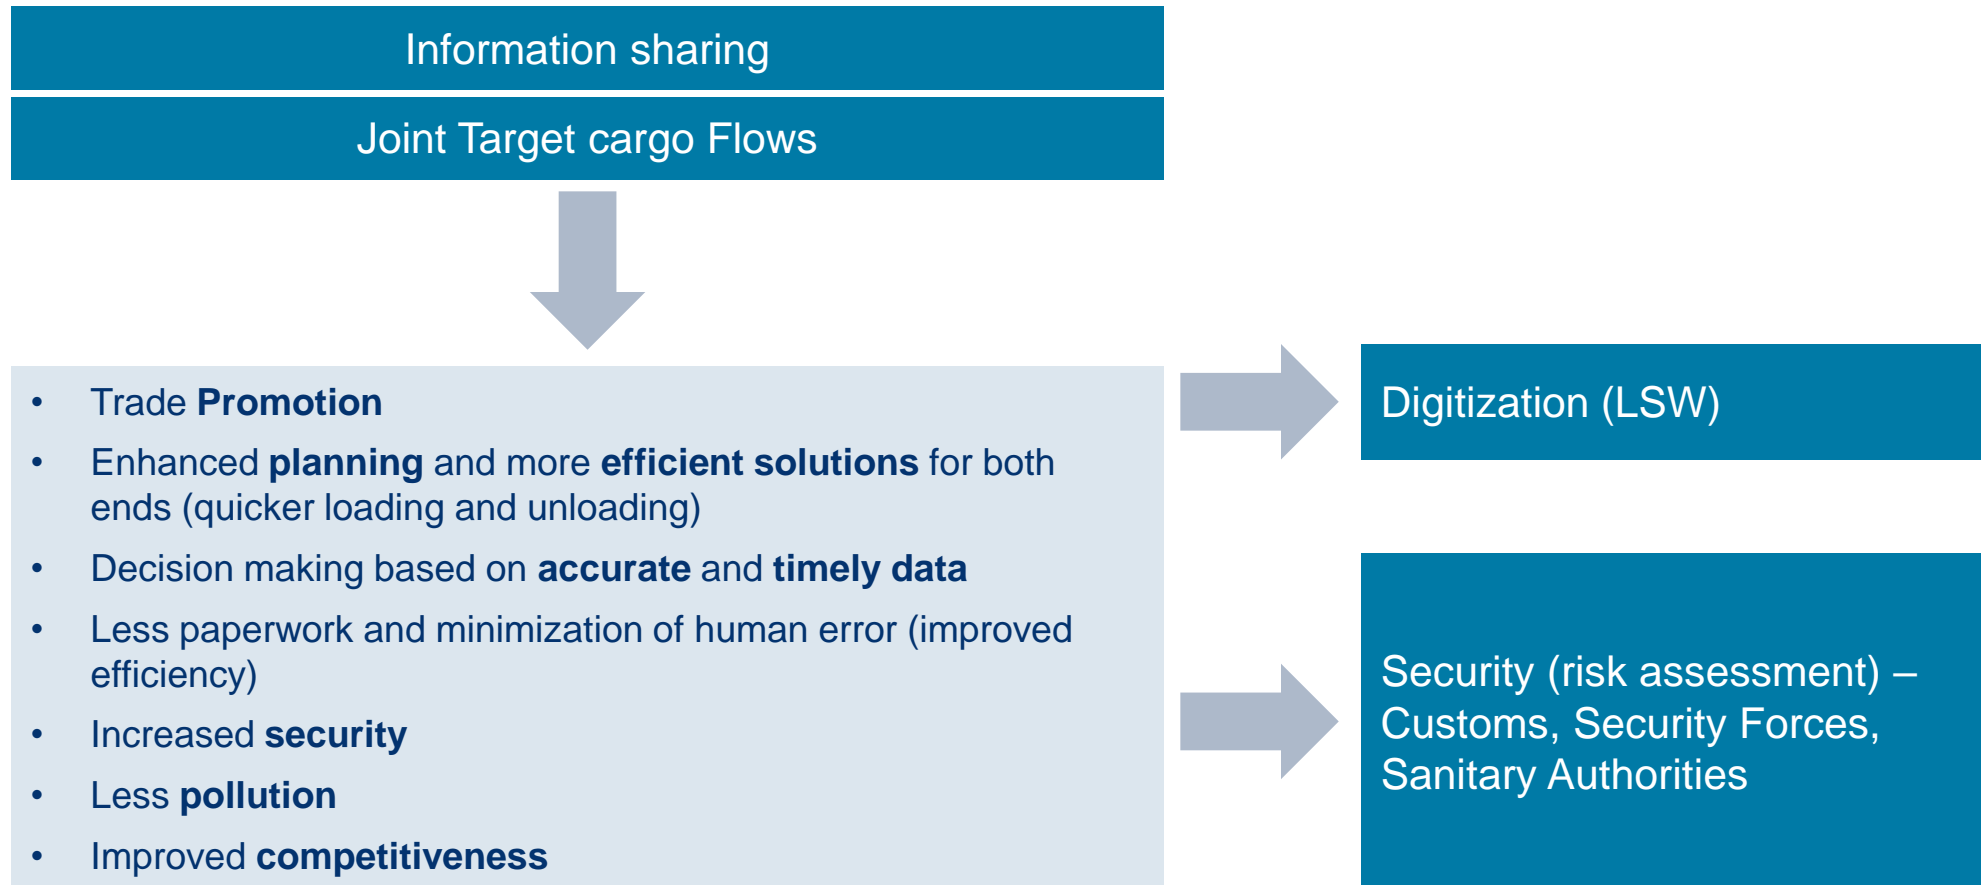 Information sharing
Joint Target cargo Flows
• Trade Promotion
• Enhanced planning and more efficient solutions for both
ends (quicker loading and unloading)
• Decision making based on accurate and timely data
• Less paperwork and minimization of human error (improved
efficiency)
• Increased security
• Less pollution
• Improved competitiveness
Digitization (LSW)
Security (risk assessment) –
Customs, Security Forces,
Sanitary Authorities